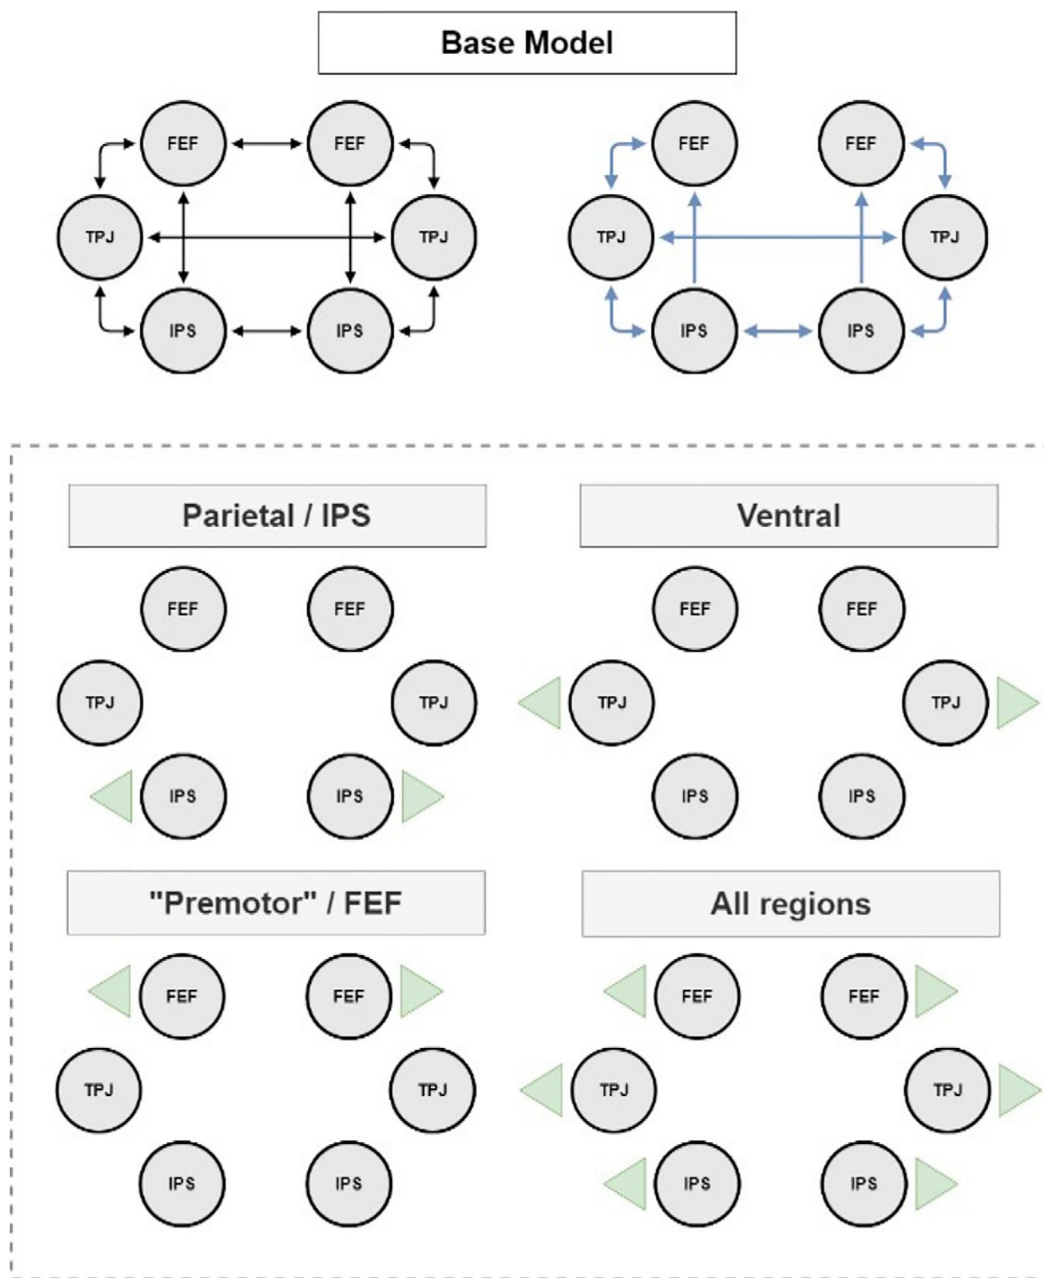 Base Model
FEF FEF FEF FEF
TPJ TPJ TPJ TPJ
IPS IPS IPS IPS
Parietal / IPS Ventral
FEF FEF FEF FEF
TPJ TPJ TPJ TPJ
IPS IPS IPS IPS
"Premotor" / FEF All regions
FEF FEF FEF FEF
TPJ TPJ TPJ TPJ
IPS IPS IPS IPS